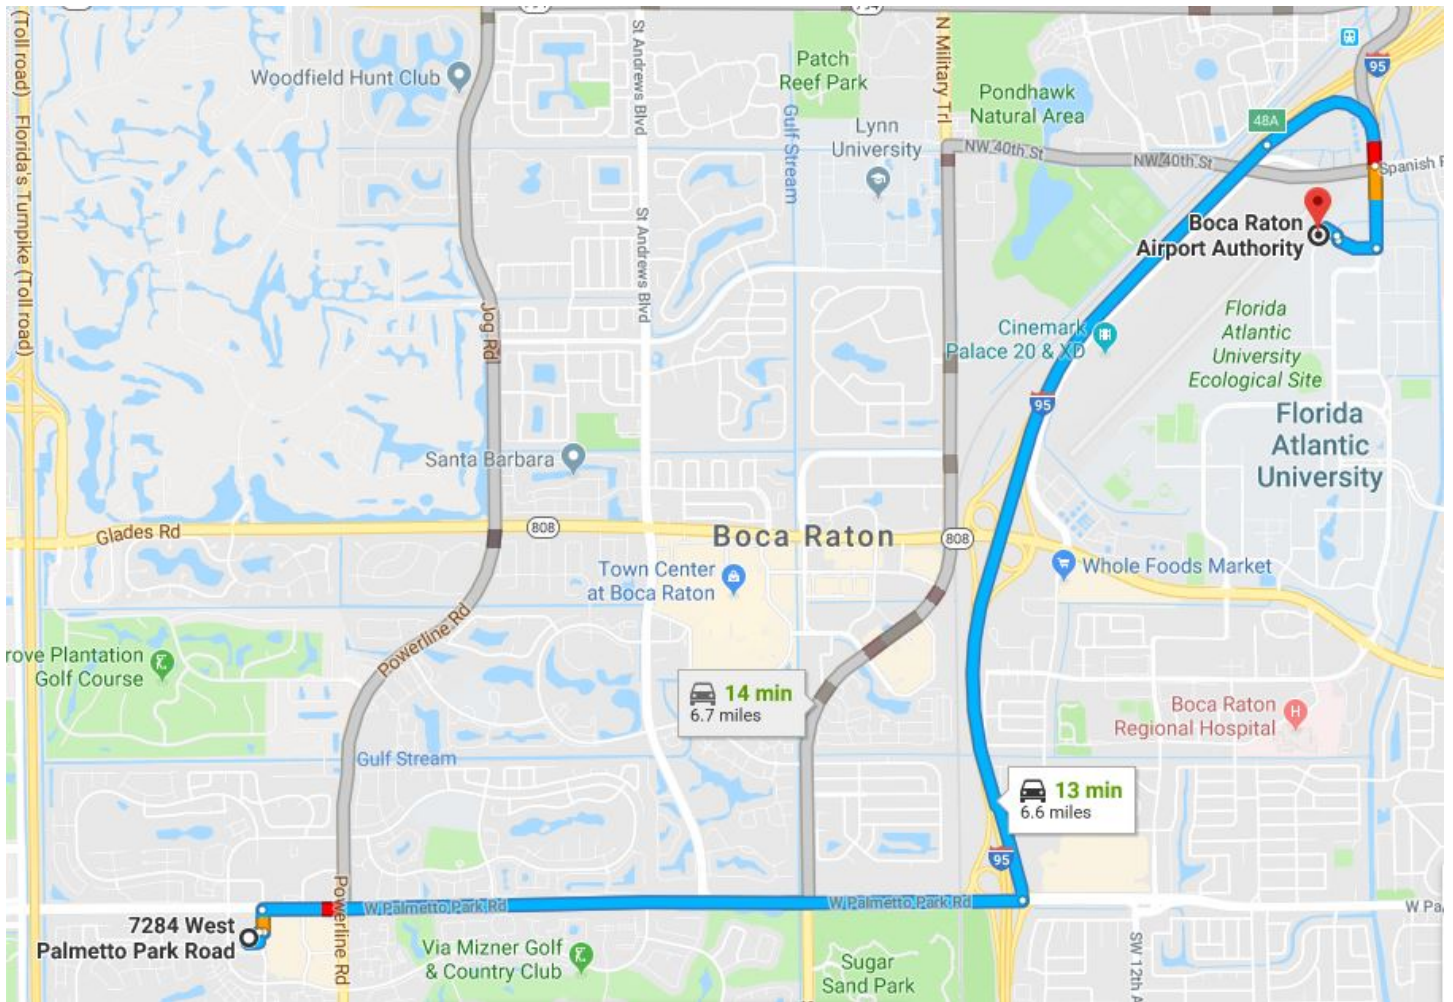 (Toll road)
Florida's Turnpike (Toll road)
Woodfield Hunt Club
St Andrews Blvd
St Andrews Blvd
Patch
Reef Park
Gulf Stream
Lynn
University
N Military Trl
Pondhawk
Natural Area
48A
95
NW 40th St
NW 40th St
Spanish R
Boca Raton
Airport Authority
Jog Rd
Cinemark
Palace 20 & XD
Florida
Atlantic
University
Ecological Site
95
Florida
Atlantic
University
Santa Barbara
Glades Rd
808
Boca Raton
808
Town Center
at Boca Raton
Whole Foods Market
Powerline Rd
rove Plantation
Golf Course
14 min
6.7 miles
Boca Raton
Regional Hospital
H
Gulf Stream
13 min
6.6 miles
95
Powerline Rd
W Palmetto Park Rd
W Palmetto Park Rd
W Pa
7284 West
Palmetto Park Road
Via Mizner Golf
& Country Club
Sugar
Sand Park
SW 12th A